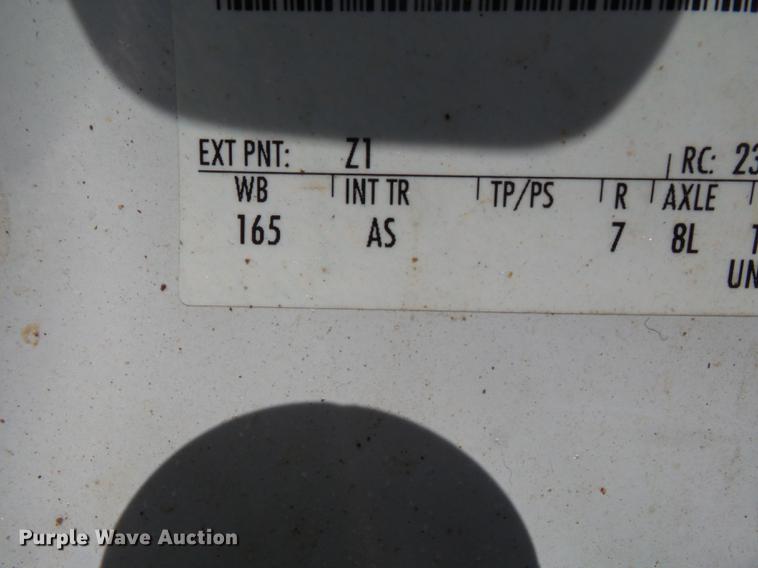 EXT PNT: Z1 RC: 23
WB INT TR TP/PS R AXLE
165 AS 7 8L
UN
Purple Wave Auction